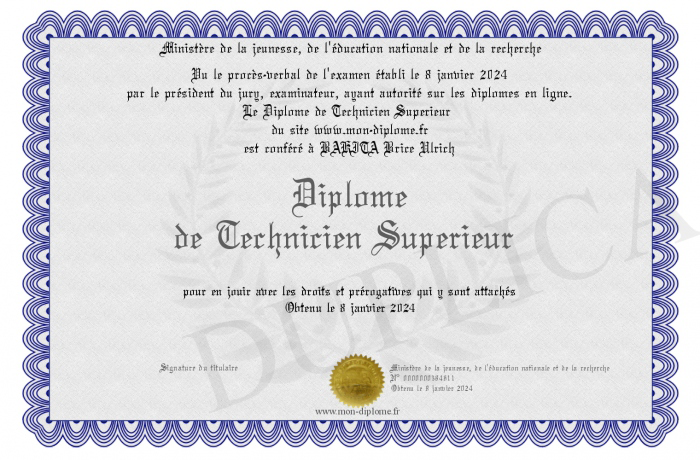 Ministère de la jeunesse, de l'éducation nationale et de la recherche
Vu le procès-verbal de l'examen établi le 8 janvier 2024
par le président du jury, examinateur, ayant autorité sur les diplomes en ligne.
Le Diplome de Technicien Superieur
du site www.mon-diplome.fr
est conféré à BAKITA Brice Ulrich
Diplome
de Technicien Superieur
DUPLICA
pour en jouir avec les droits et prérogatives qui y sont attachés
Obtenu le 8 janvier 2024
Signature du titulaire
Ministère de la jeunesse, de l'éducation nationale et de la recherche
N° 0000000384811
Obtenu le 8 janvier 2024
www.mon-diplome.fr